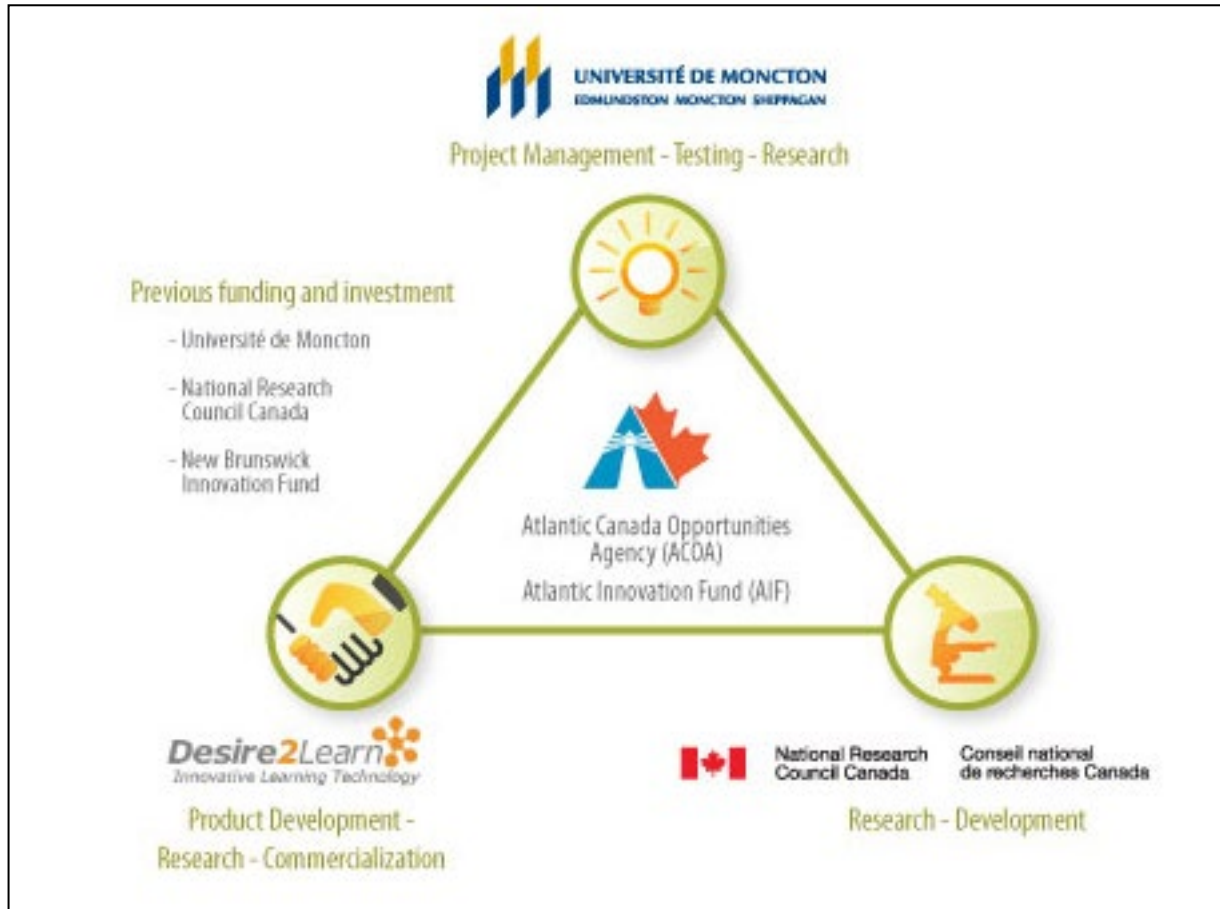 UNIVERSITÉ DE MONCTON
EDMUNDSTON MONCTON SHIPPAGAN
Project Management - Testing - Research
Previous funding and investment
- Université de Moncton
- National Research
Council Canada
- New Brunswick
Innovation Fund
Atlantic Canada Opportunities
Agency (ACOA)
Atlantic Innovation Fund (AIF)
Desire2Learn
Innovative Learning Technology
Product Development -
Research - Commercialization
National Research
Council Canada
Conseil national
de recherches Canada
Research - Development